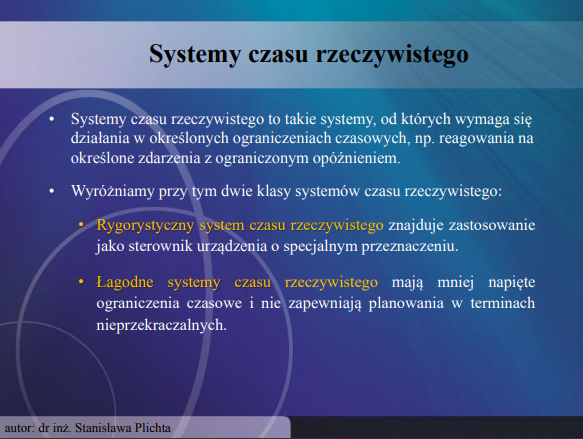 Systemy czasu rzeczywistego
• Systemy czasu rzeczywistego to takie systemy, od których wymaga się
działania w określonych ograniczeniach czasowych, np. reagowania na
określone zdarzenia z ograniczonym opóźnieniem.
• Wyróżniamy przy tym dwie klasy systemów czasu rzeczywistego:
• Rygorystyczny system czasu rzeczywistego znajduje zastosowanie
jako sterownik urządzenia o specjalnym przeznaczeniu.
• Łagodne systemy czasu rzeczywistego mają mniej napięte
ograniczenia czasowe i nie zapewniają planowania w terminach
nieprzekraczalnych.
autor: dr inż. Stanisława Plichta